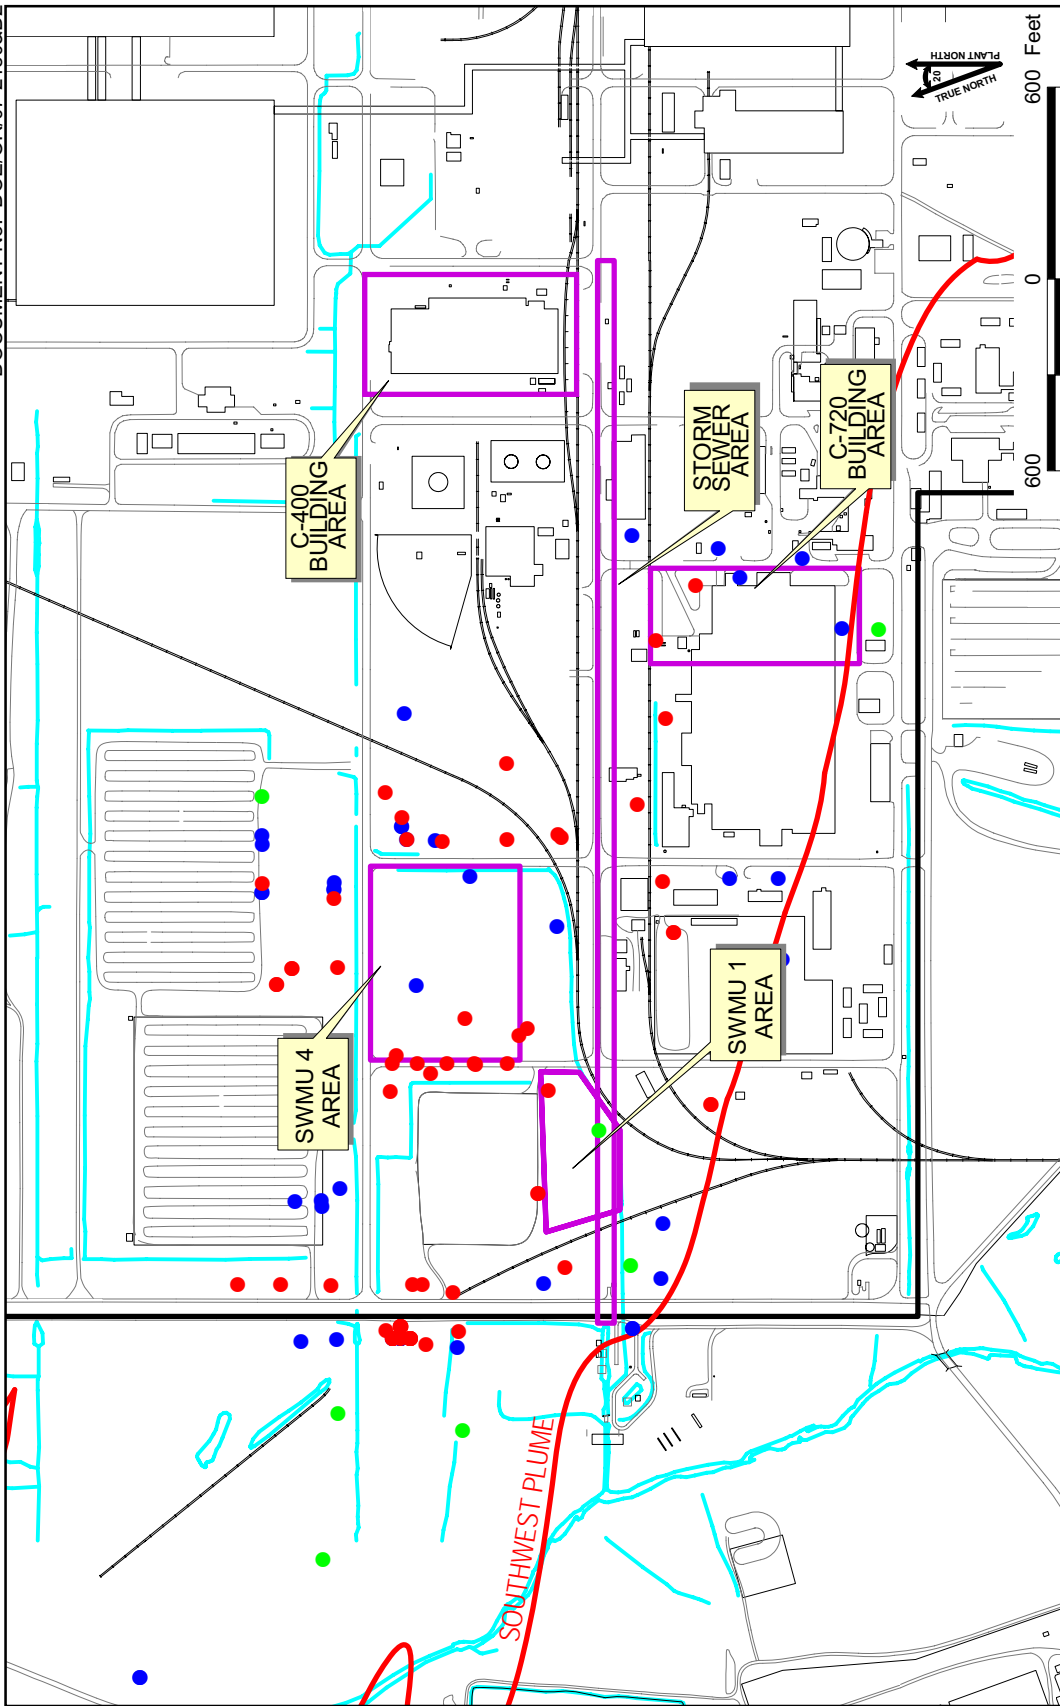 C-400
BUILDING
AREA
STORM
SEWER
AREA
C-720
BUILDING
AREA
SWMU 4
AREA
SWMU 1
AREA
SOUTHWEST PLUME
PLANT NORTH
TRUE NORTH
20
600
0
600 Feet